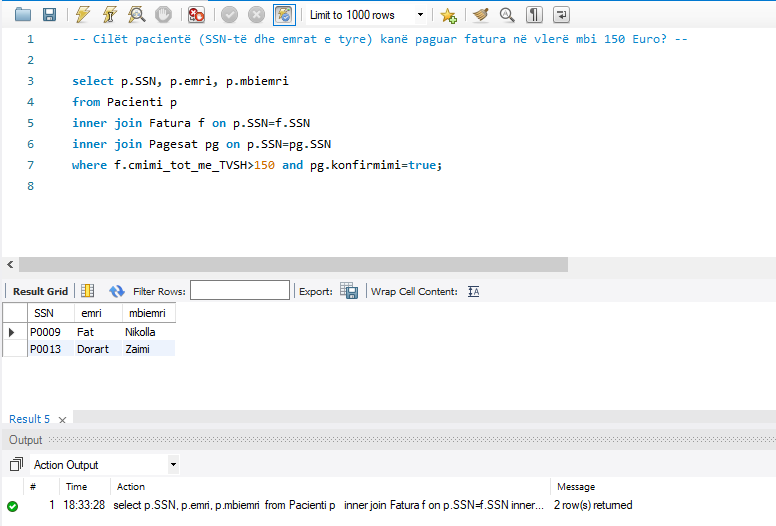 Limit to 1000 rows
1 -- Cilët pacientë (SSN-të dhe emrat e tyre) kanë paguar fatura në vlerë mbi 150 Euro? --
2
3 select p.SSN, p.emri, p.mbiemri
4 from Pacienti p
5 inner join Fatura f on p.SSN=f.SSN
6 inner join Pagesat pg on p.SSN=pg.SSN
7 where f.cmimi_tot_me_TVSH>150 and pg.konfirmimi=true;
8
Result Grid Filter Rows: Export: Wrap Cell Content:
SSN emri mbiemri
P0009 Fat Nikolla
P0013 Dorart Zaimi
Result 5
Output
Action Output
# Time Action Message
1 18:33:28 select p.SSN, p.emri, p.mbiemri from Pacienti p inner join Fatura f on p.SSN=f.SSN inner... 2 row(s) returned